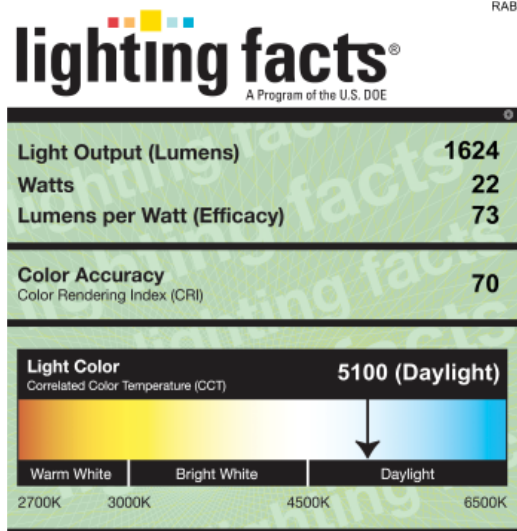 RAB
lighting facts®
A Program of the U.S. DOE
Light Output (Lumens) 1624
Watts 22
Lumens per Watt (Efficacy) 73
Color Accuracy
Color Rendering Index (CRI) 70
Light Color
Correlated Color Temperature (CCT) 5100 (Daylight)
Warm White Bright White Daylight
2700K 3000K 4500K 6500K